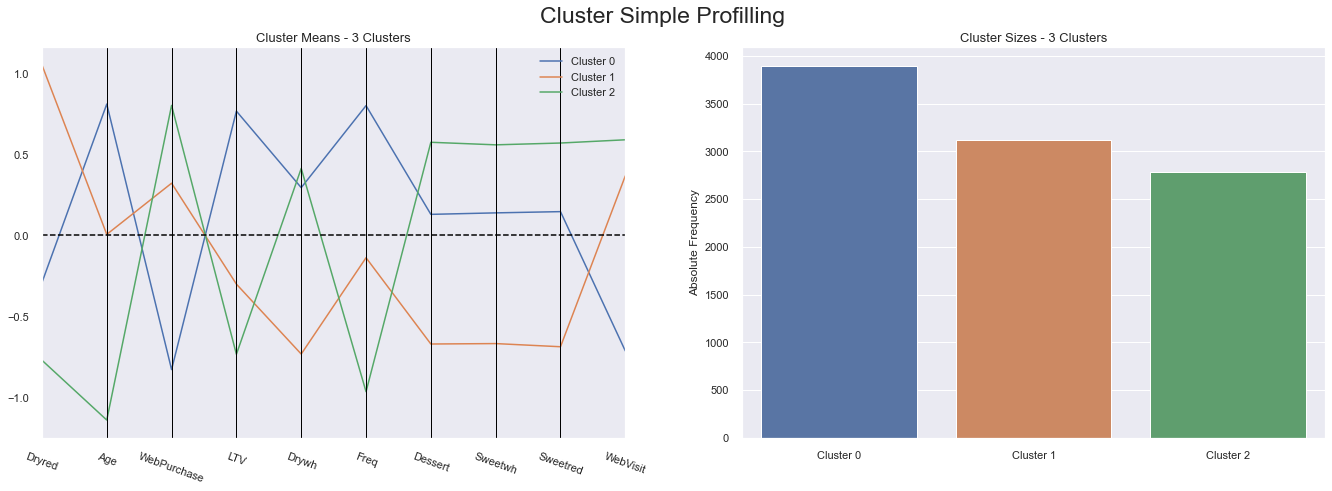 Cluster Simple Profilling
Cluster Means - 3 Clusters
Cluster 0
Cluster 1
Cluster 2
1.0
0.5
0.0
−0.5
−1.0
Dryred
Age
WebPurchase
LTV
Drywh
Freq
Dessert
Sweetwh
Sweetred
WebVisit
Cluster Sizes - 3 Clusters
Absolute Frequency
4000
3500
3000
2500
2000
1500
1000
500
0
Cluster 0
Cluster 1
Cluster 2